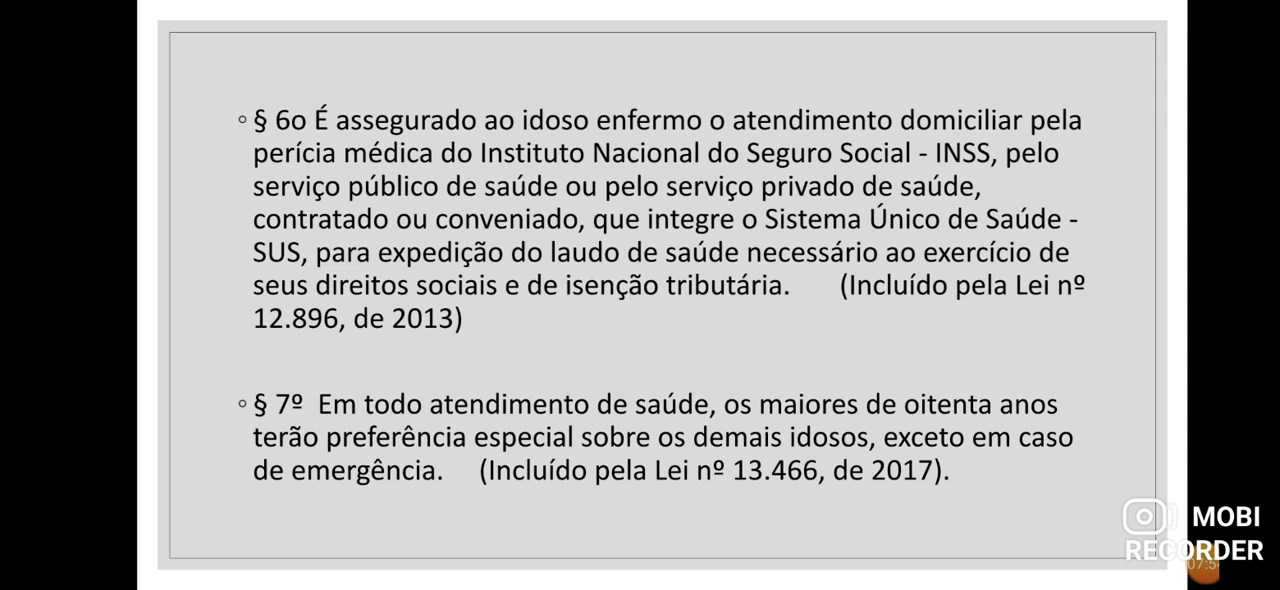 ◦ § 6o É assegurado ao idoso enfermo o atendimento domiciliar pela
perícia médica do Instituto Nacional do Seguro Social - INSS, pelo
serviço público de saúde ou pelo serviço privado de saúde,
contratado ou conveniado, que integre o Sistema Único de Saúde -
SUS, para expedição do laudo de saúde necessário ao exercício de
seus direitos sociais e de isenção tributária. (Incluído pela Lei nº
12.896, de 2013)
◦ § 7º Em todo atendimento de saúde, os maiores de oitenta anos
terão preferência especial sobre os demais idosos, exceto em caso
de emergência. (Incluído pela Lei nº 13.466, de 2017).
MOBI
RECORDER